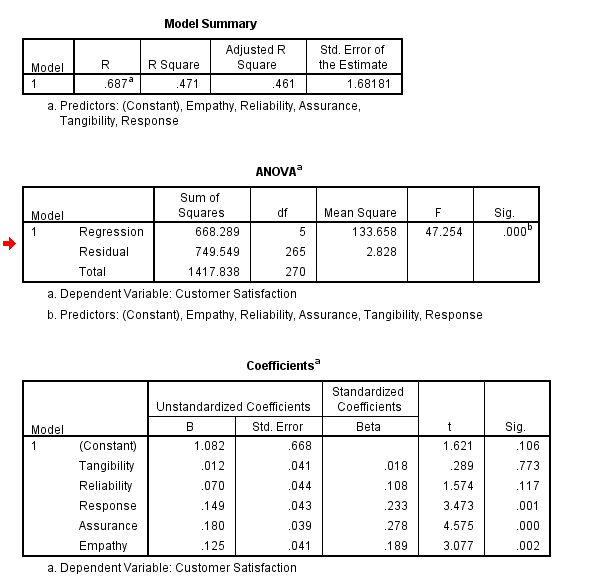 Model Summary
Model R R Square Adjusted R Square Std. Error of the Estimate
1 .687a .471 .461 1.68181
a. Predictors: (Constant), Empathy, Reliability, Assurance,
Tangibility, Response
ANOVAa
Model Sum of Squares df Mean Square F Sig.
1 Regression 668.289 5 133.658 47.254 .000b
Residual 749.549 265 2.828
Total 1417.838 270
a. Dependent Variable: Customer Satisfaction
b. Predictors: (Constant), Empathy, Reliability, Assurance, Tangibility, Response
Coefficientsa
Model Unstandardized Coefficients Standardized Coefficients t Sig.
B Std. Error Beta
1 (Constant) 1.082 .668 1.621 .106
Tangibility .012 .041 .018 .289 .773
Reliability .070 .044 .108 1.574 .117
Response .149 .043 .233 3.473 .001
Assurance .180 .039 .278 4.575 .000
Empathy .125 .041 .189 3.077 .002
a. Dependent Variable: Customer Satisfaction